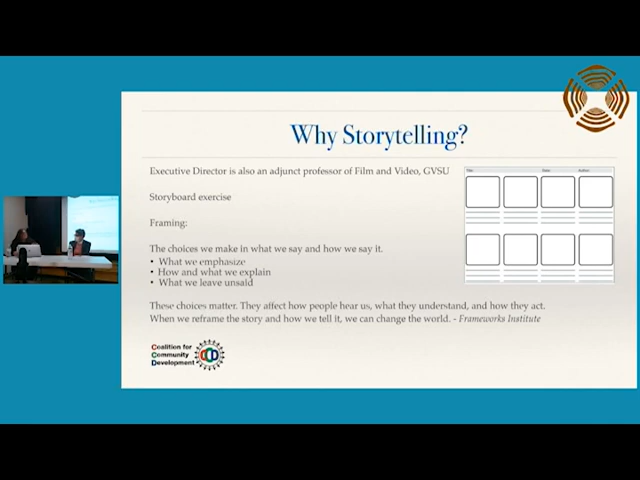 Why Storytelling?
Executive Director is also an adjunct professor of Film and Video, GVSU
Storyboard exercise
Framing:
The choices we make in what we say and how we say it.
• What we emphasize
• How and what we explain
• What we leave unsaid
These choices matter. They affect how people hear us, what they understand, and how they act.
When we reframe the story and how we tell it, we can change the world. - Frameworks Institute
Coalition for
Community
Development
CCD